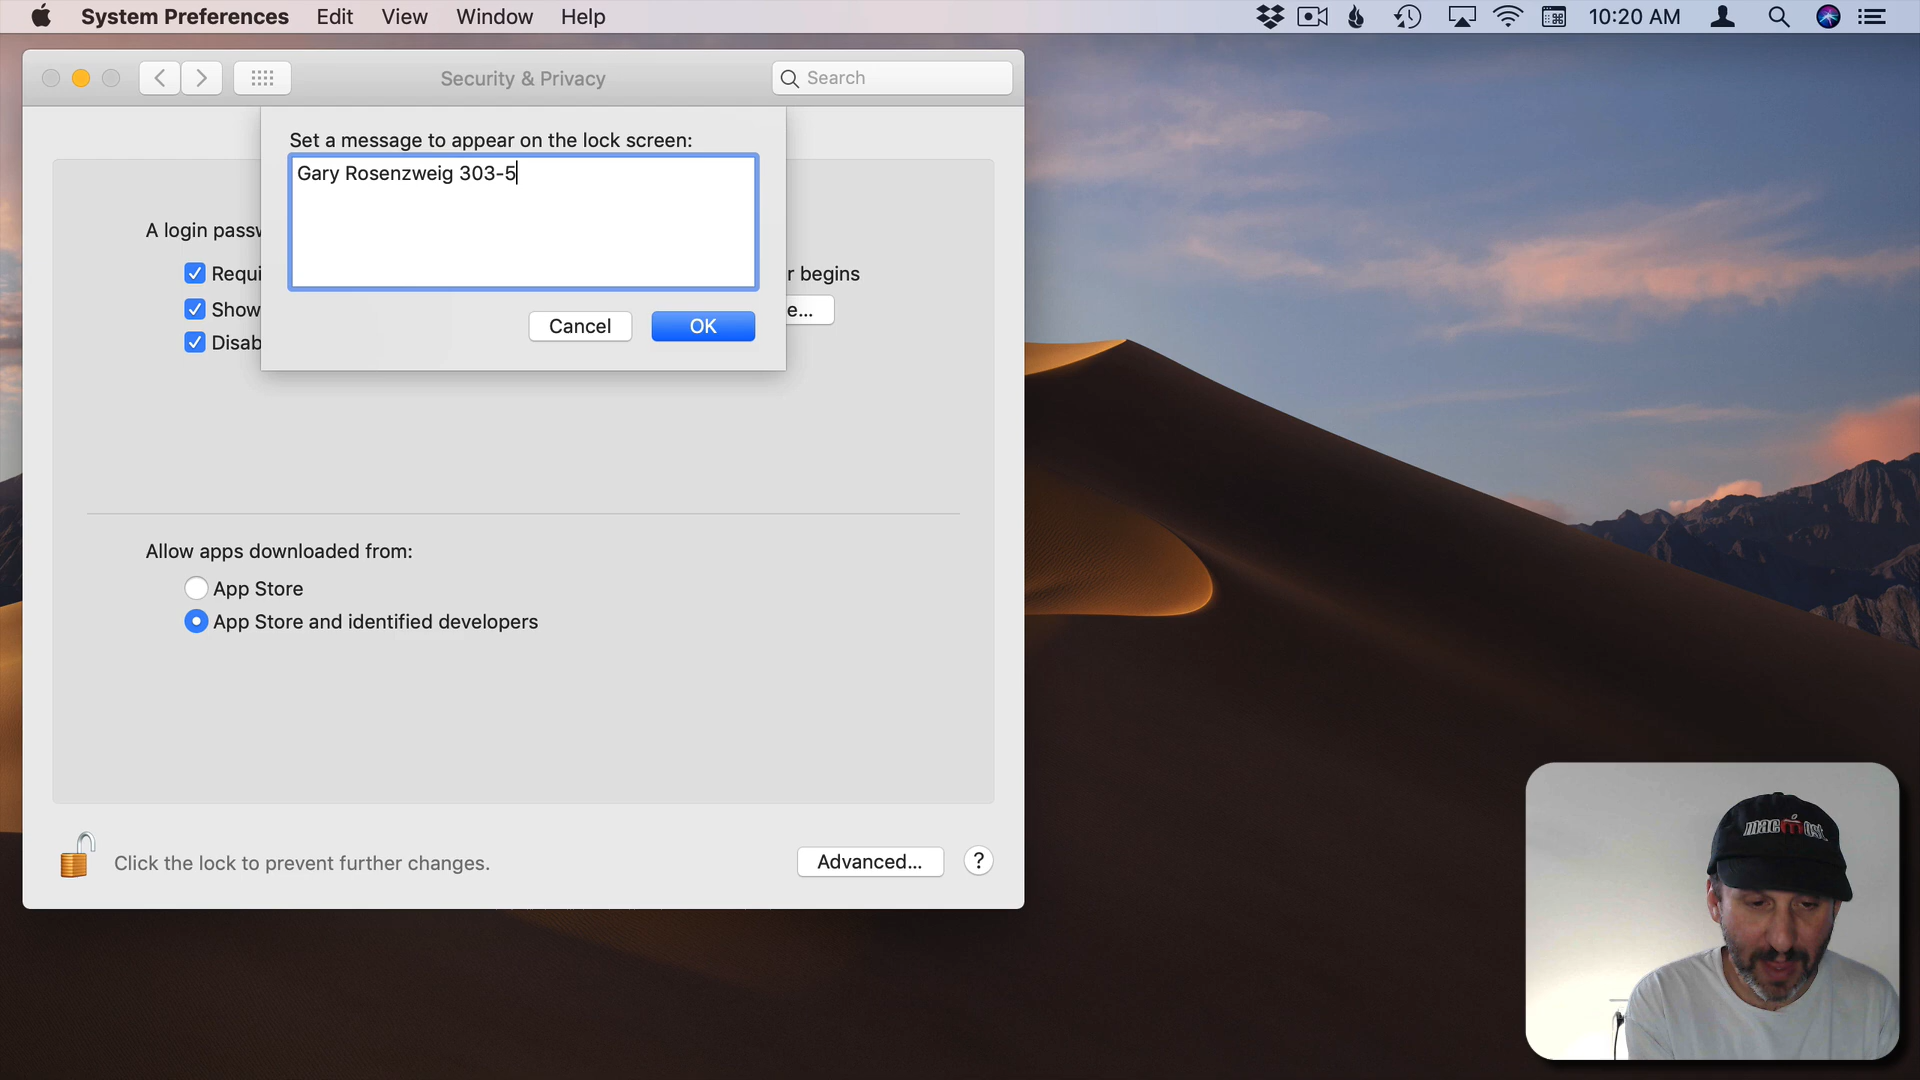 System Preferences Edit View Window Help 10:20 AM
Security & Privacy Search
Set a message to appear on the lock screen:
Gary Rosenzweig 303-5
A login passw
Requi r begins
Show e...
Disab
Cancel OK
Allow apps downloaded from:
App Store
App Store and identified developers
Click the lock to prevent further changes. Advanced... ?
macmost